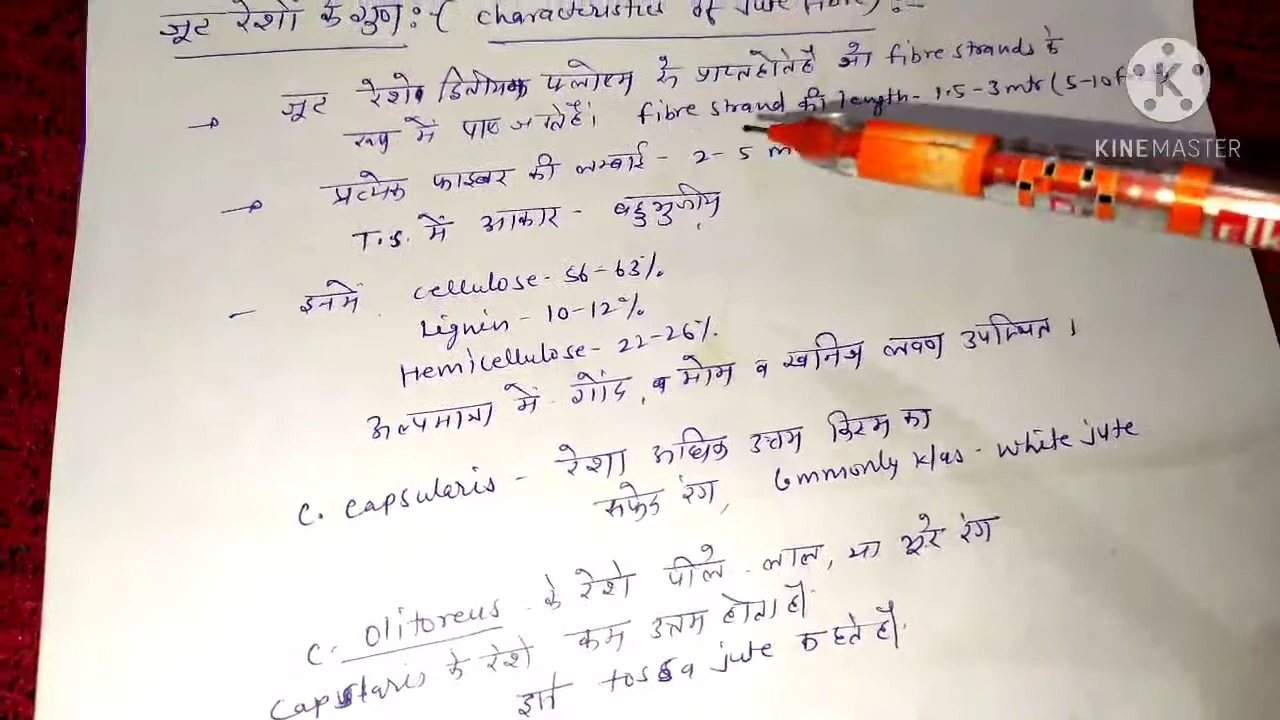 जूट रेशों के गुण :- ( Characteristics of Jute Fibre ) :-
→ जूट रेशे द्वितीयक फ्लोएम से प्राप्त होते है जो fibre strands के
रूप में पाए जाते हैं। fibre strand की length - 1.5 - 3 mtr ( 5-10 f
→ प्रत्येक फाइबर की लम्बाई - 2 - 5 m
T.S. में आकार - बहुभुजीय
- इनमें cellulose - 56 - 63%
Lignin - 10-12%
Hemicellulose - 22-26%
अल्पमात्रा में गोंद, व मोम व खनिज लवण उपस्थित ।
C. capsularis - रेशा अधिक उत्तम किस्म का
सफेद रंग, Commonly k/as - white jute
C. Olitoreus के रेशे पीले - लाल, या भूरे रंग
Capsularis के रेशे कम उत्तम होता है।
इसे tossa jute कहते है।
K
KINEMASTER